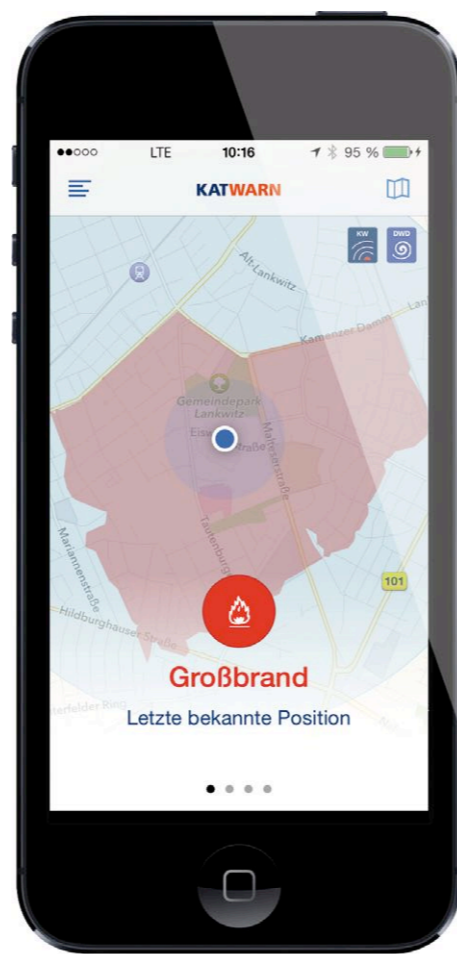 LTE 10:16 95 %
KATWARN
KW DWD
Alt-Lankwitz
Kamenzer Damm
Gemeindepark
Lankwitz
Malteserstraße
Mariannenstraße
101
Hildburghauser Straße
Großbrand
Letzte bekannte Position